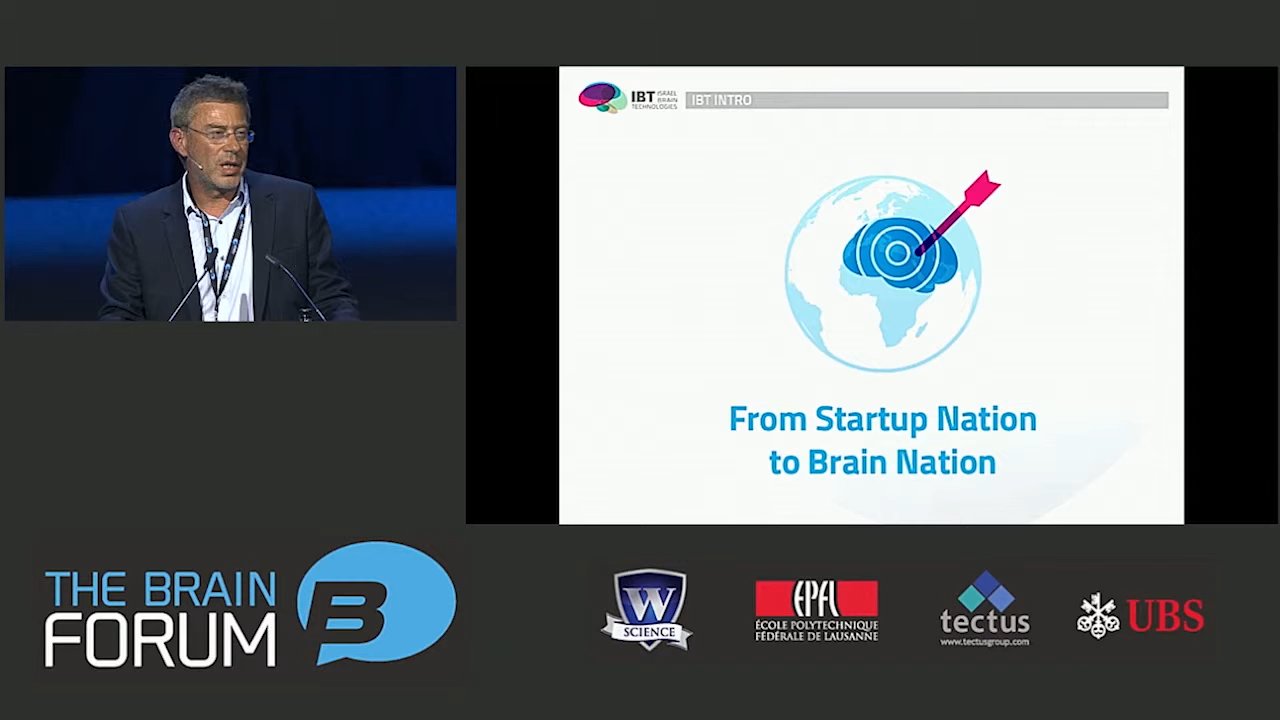 IBT ISRAEL
BRAIN
TECHNOLOGIES
IBT INTRO
From Startup Nation
to Brain Nation
THE BRAIN
FORUM
B
W
SCIENCE
EPFL
ÉCOLE POLYTECHNIQUE
FÉDÉRALE DE LAUSANNE
tectus
www.tectusgroup.com
UBS